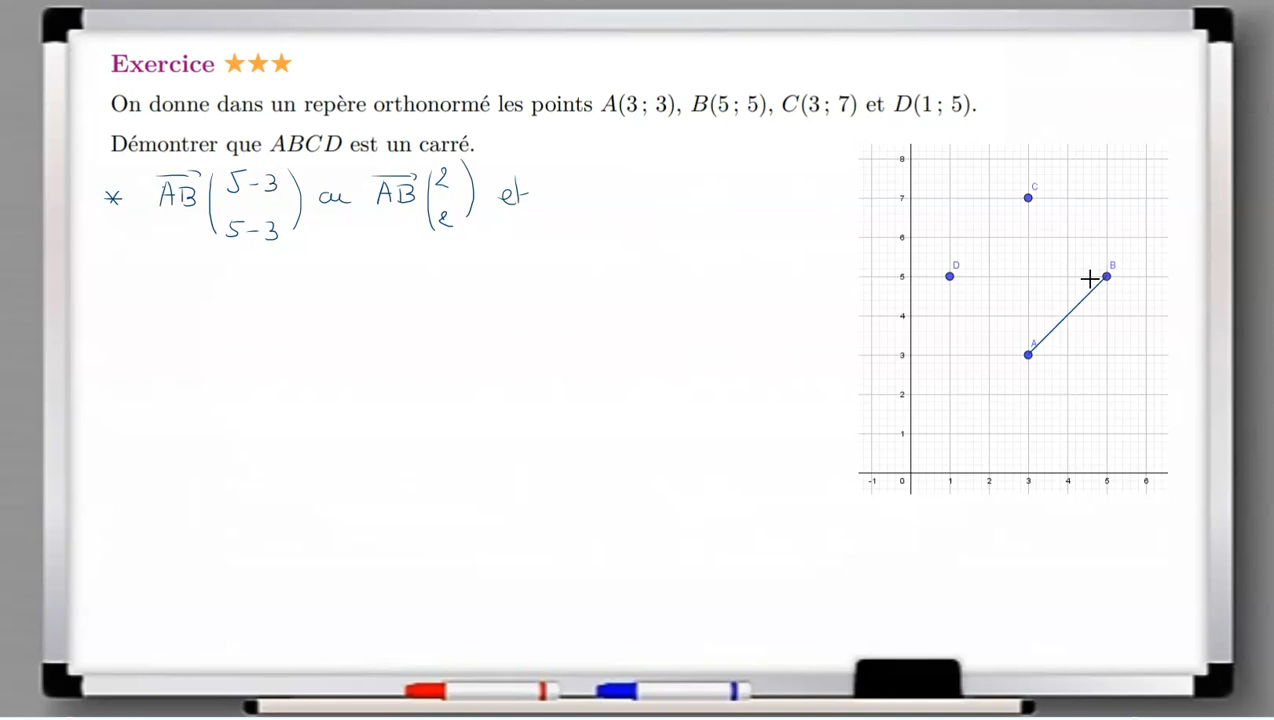 Exercice ★★★
On donne dans un repère orthonormé les points A(3 ; 3), B(5 ; 5), C(3 ; 7) et D(1 ; 5).
Démontrer que ABCD est un carré.
* AB (5-3 5-3) ou AB (2 2) et
8
C
7
6
D
B
5
4
A
3
2
1
-1 0 1 2 3 4 5 6